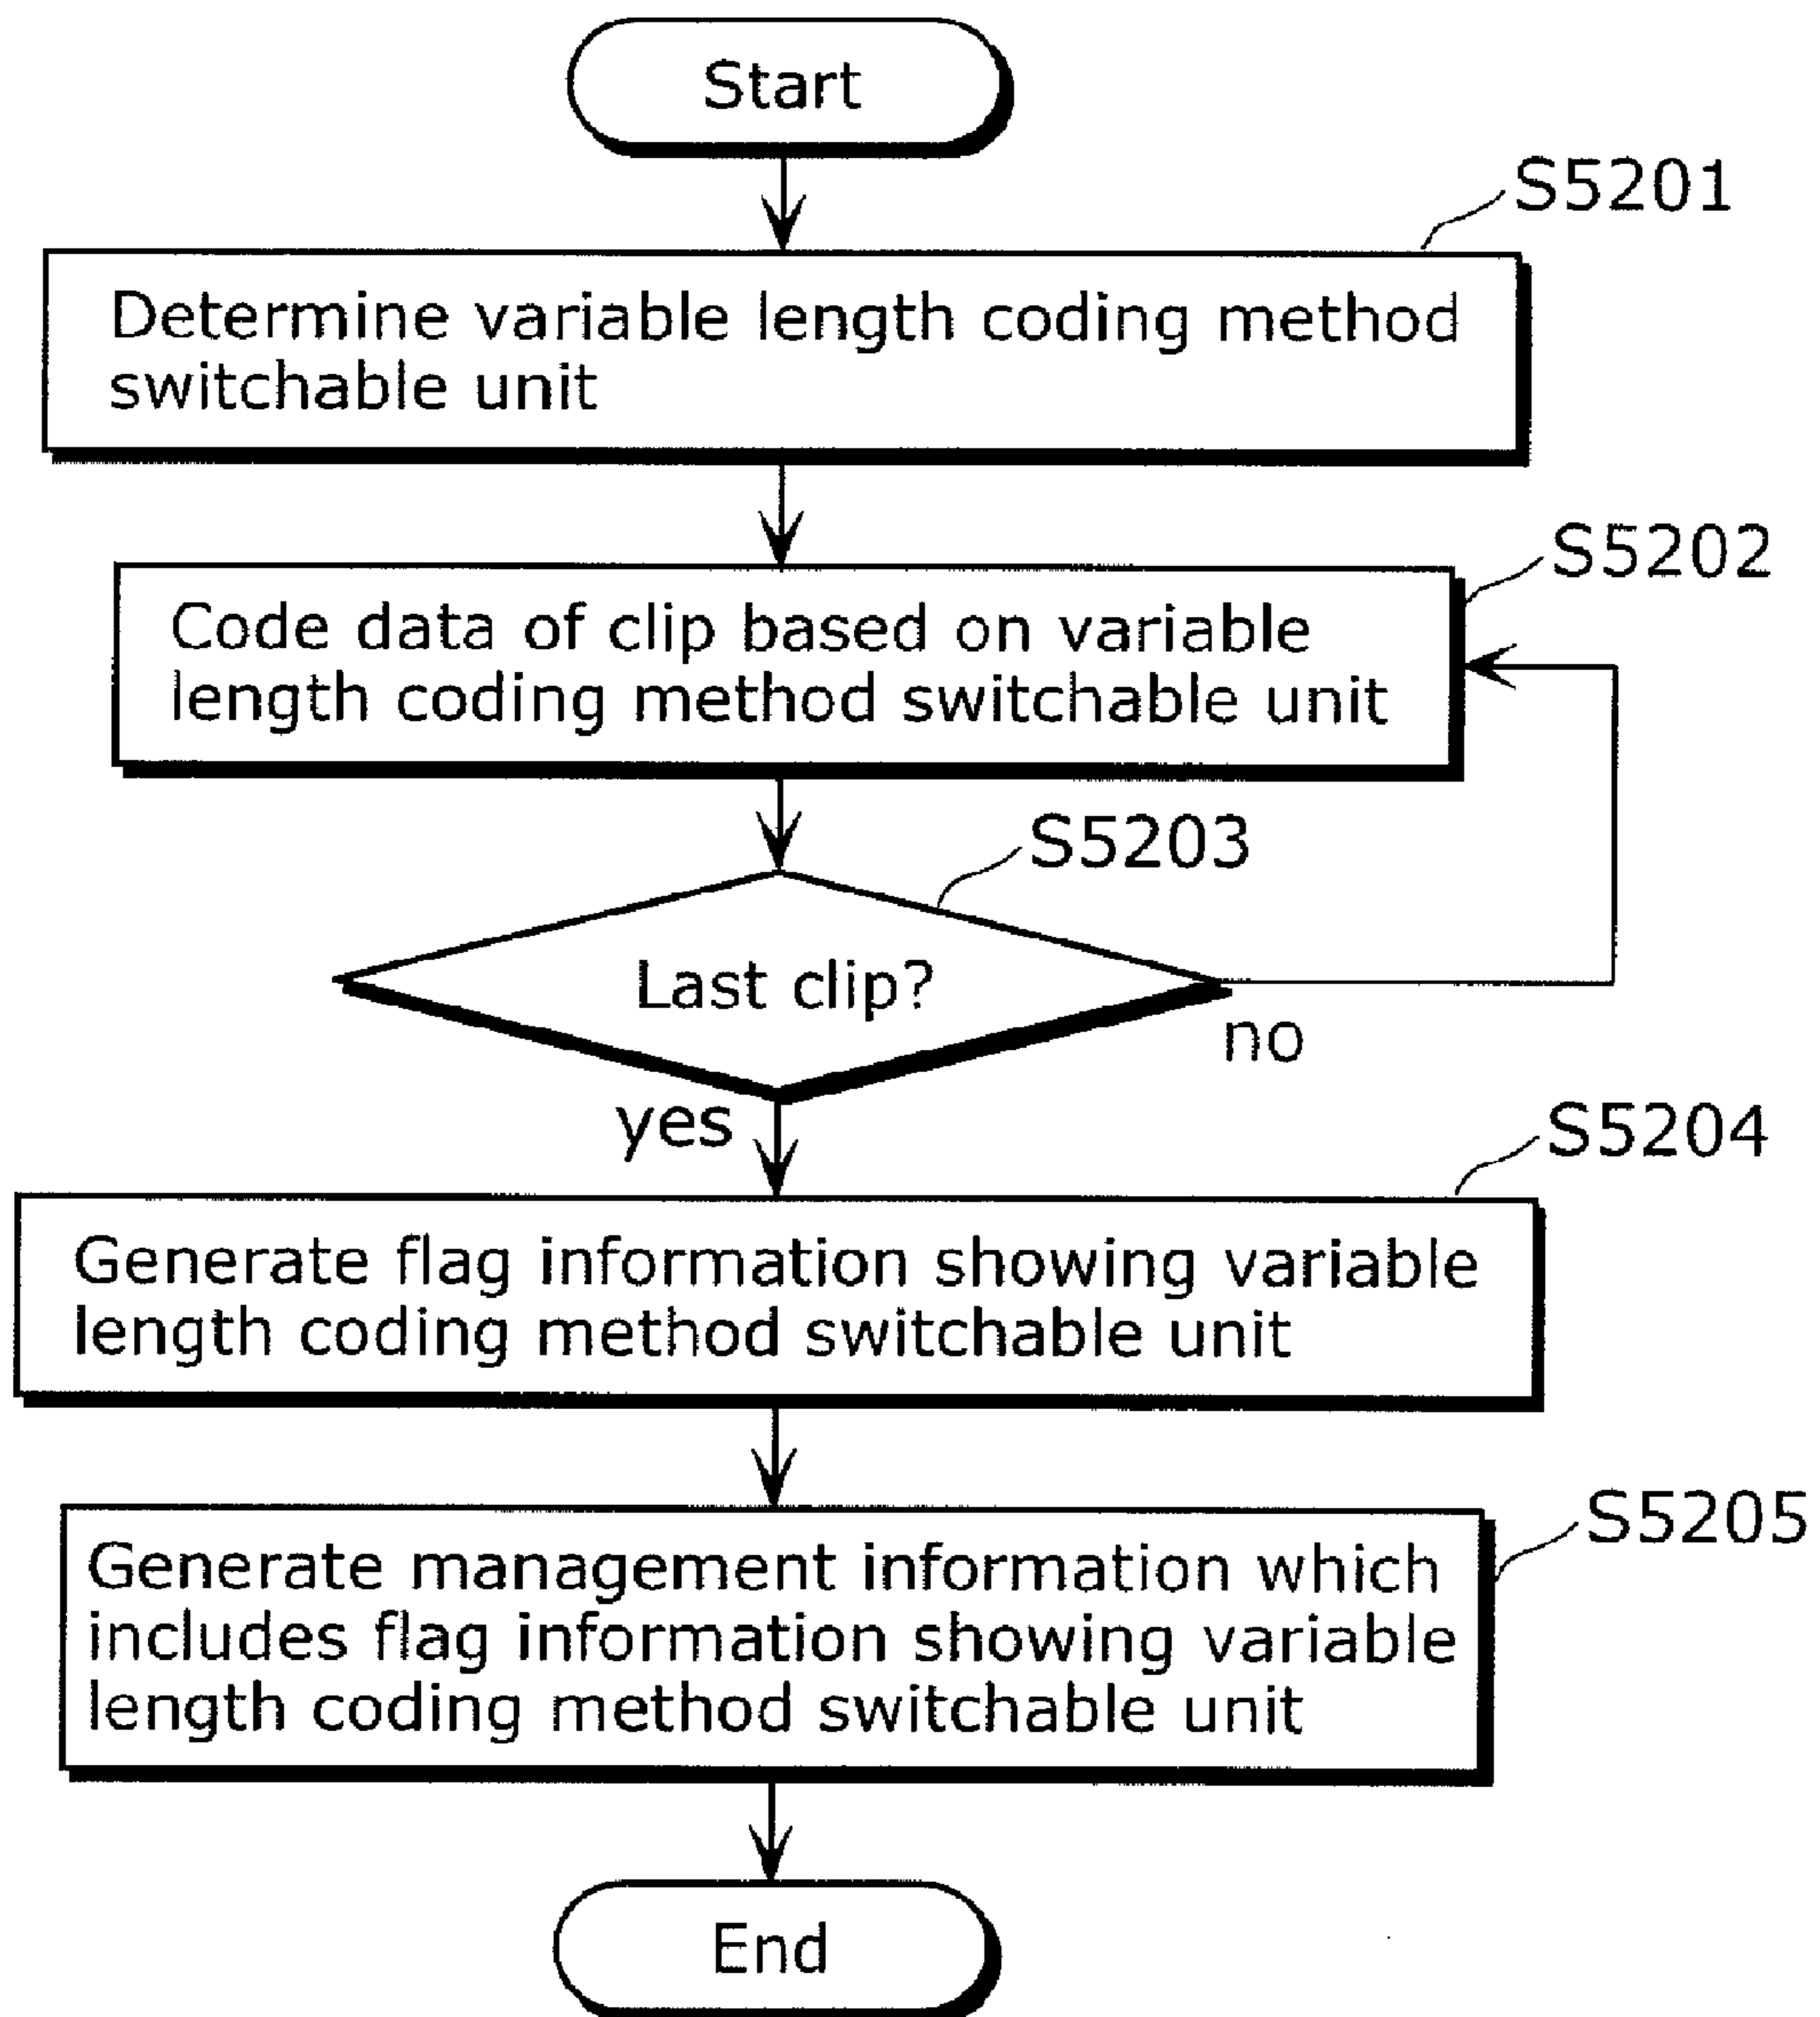 Start
S5201
Determine variable length coding method
switchable unit
S5202
Code data of clip based on variable
length coding method switchable unit
S5203
Last clip?
no
yes
S5204
Generate flag information showing variable
length coding method switchable unit
S5205
Generate management information which
includes flag information showing variable
length coding method switchable unit
End